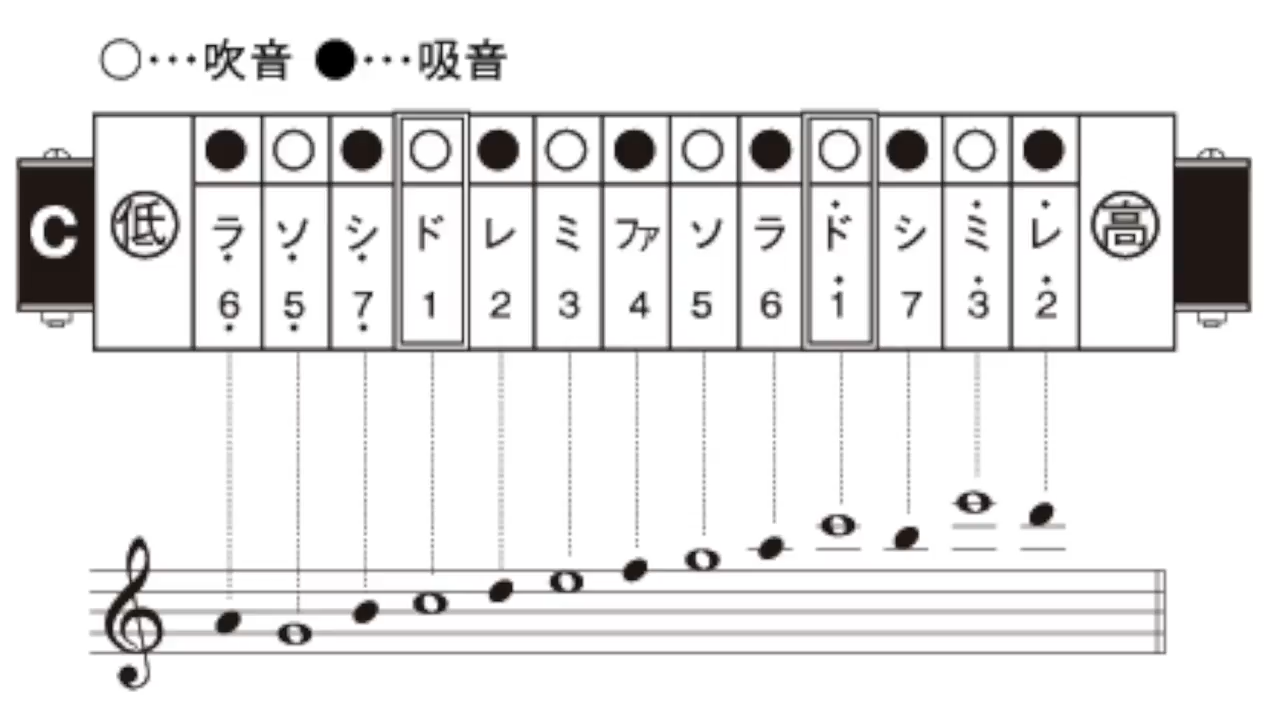 ○…吹音 ●…吸音
C 低 ラ̣ ソ̣ シ̣ ド レ ミ ファ ソ ラ ド̇ シ ミ̇ レ̇ 高
6̣ 5̣ 7̣ 1 2 3 4 5 6 1̇ 7 3̇ 2̇